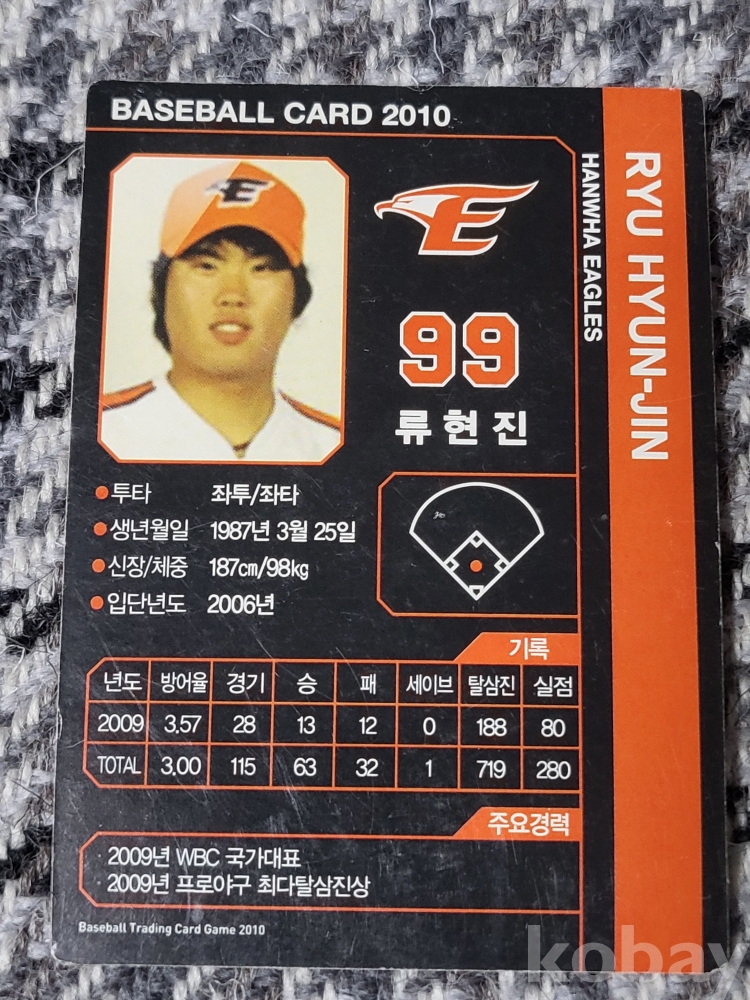 BASEBALL CARD 2010
RYU HYUN-JIN
HANWHA EAGLES
E
E
99
류현진
투타 좌투/좌타
생년월일 1987년 3월 25일
신장/체중 187cm/98kg
입단년도 2006년
기록
년도 방어율 경기 승 패 세이브 탈삼진 실점
2009 3.57 28 13 12 0 188 80
TOTAL 3.00 115 63 32 1 719 280
주요경력
2009년 WBC 국가대표
2009년 프로야구 최다탈삼진상
Baseball Trading Card Game 2010
kobay